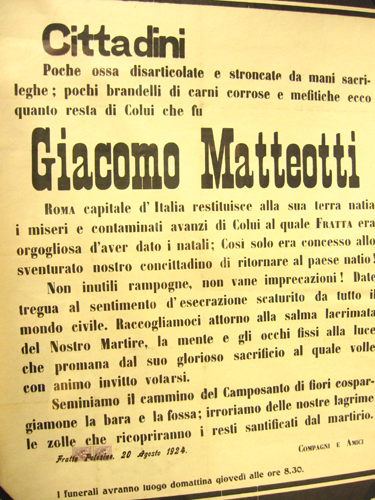 Cittadini
Poche ossa disarticolate e stroncate da mani sacri-
leghe; pochi brandelli di carni corrose e mefitiche ecco
quanto resta di Colui che fu
Giacomo Matteotti
ROMA capitale d'Italia restituisce alla sua terra natia
i miseri e contaminati avanzi di Colui al quale FRATTA era
orgogliosa d'aver dato i natali; Così solo era concesso allo
sventurato nostro concittadino di ritornare al paese natio!
Non inutili rampogne, non vane imprecazioni! Date
tregua al sentimento d'esecrazione scaturito da tutto il
mondo civile. Raccogliamoci attorno alla salma lacrimata
del Nostro Martire, la mente e gli occhi fissi alla luce
che promana dal suo glorioso sacrificio al quale volle
con animo invitto votarsi.
Seminiamo il cammino del Camposanto di fiori cospar-
giamone la bara e la fossa; irroriamo delle nostre lagrime
le zolle che ricopriranno i resti santificati dal martirio.
Fratta Polesine, 20 Agosto 1924.
COMPAGNI E AMICI
I funerali avranno luogo domattina giovedì alle ore 8.30.